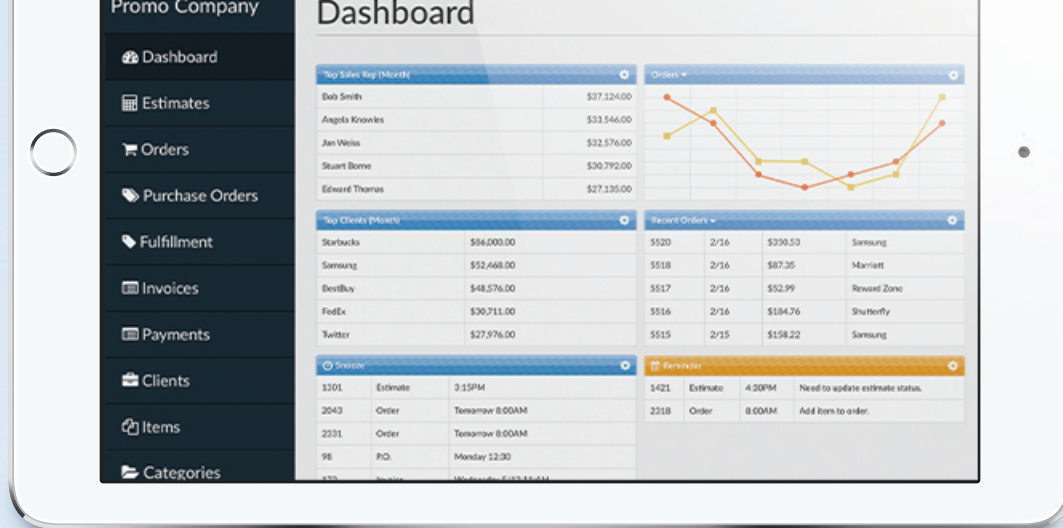 Promo Company
Dashboard
Estimates
Orders
Purchase Orders
Fulfillment
Invoices
Payments
Clients
Items
Categories
Dashboard
Top Sales Rep (Month)
Bob Smith $37,124.00
Angela Knowles $33,546.00
Jan Weiss $32,576.00
Stuart Borne $30,792.00
Edward Thomas $27,135.00
Orders
Top Clients (Month)
Starbucks $86,000.00
Samsung $52,468.00
BestBuy $48,576.00
FedEx $30,711.00
Twitter $27,976.00
Recent Orders
5520 2/16 $350.53 Samsung
5518 2/16 $87.35 Marriott
5517 2/16 $52.99 Reward Zone
5516 2/16 $184.76 Shutterfly
5515 2/15 $158.22 Samsung
Snooze
1301 Estimate 3:15PM
2043 Order Tomorrow 8:00AM
2331 Order Tomorrow 8:00AM
98 P.O. Monday 12:30
Reminder
1421 Estimate 4:30PM Need to update estimate status.
2318 Order 8:00AM Add item to order.